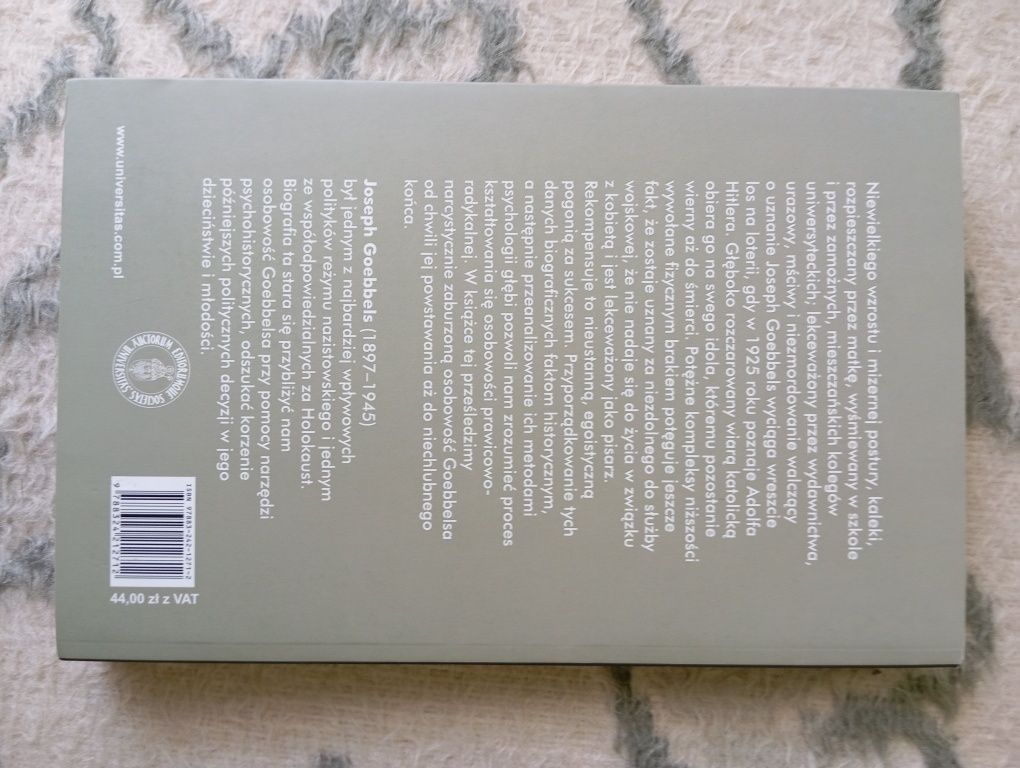 Niewielkiego wzrostu i mizernej postury, kaleki,
rozpieszczany przez matkę, wyśmiewany w szkole
i przez zamożnych, mieszczańskich kolegów
uniwersyteckich, lekceważony przez wydawnictwa,
urazowy, mściwy i niezmordowanie walczący
o uznanie Joseph Goebbels wyciąga wreszcie
los na loterii, gdy w 1925 roku poznaje Adolfa
Hitlera. Głęboko rozczarowany wiarą katolicką
obiera go na swego idola, któremu pozostanie
wierny aż do śmierci. Potężne kompleksy niższości
wywołane fizycznym brakiem potęguje jeszcze
fakt, że zostaje uznany za niezdolnego do służby
wojskowej, że nie nadaje się do życia w związku
z kobietą i jest lekceważony jako pisarz.
Rekompensuje to nieustanną, egoistyczną
pogonią za sukcesem. Przyporządkowanie tych
danych biograficznych faktom historycznym,
a następnie przeanalizowanie ich metodami
psychologii głębi pozwoli nam zrozumieć proces
kształtowania się osobowości prawicowo-
radykalnej. W książce tej prześledzimy
narcystycznie zaburzoną osobowość Goebbelsa
od chwili jej powstawania aż do niechlubnego
końca.
Joseph Goebbels (1897–1945)
był jednym z najbardziej wpływowych
polityków reżymu nazistowskiego i jednym
ze współodpowiedzialnych za Holokaust.
Biografia ta stara się przybliżyć nam
osobowość Goebbelsa przy pomocy narzędzi
psychohistorycznych, odszukać korzenie
późniejszych politycznych decyzji w jego
dzieciństwie i młodości.
www.universitas.com.pl
ISBN 97883-242-1271-2
9 788324 212712
44,00 zł z VAT